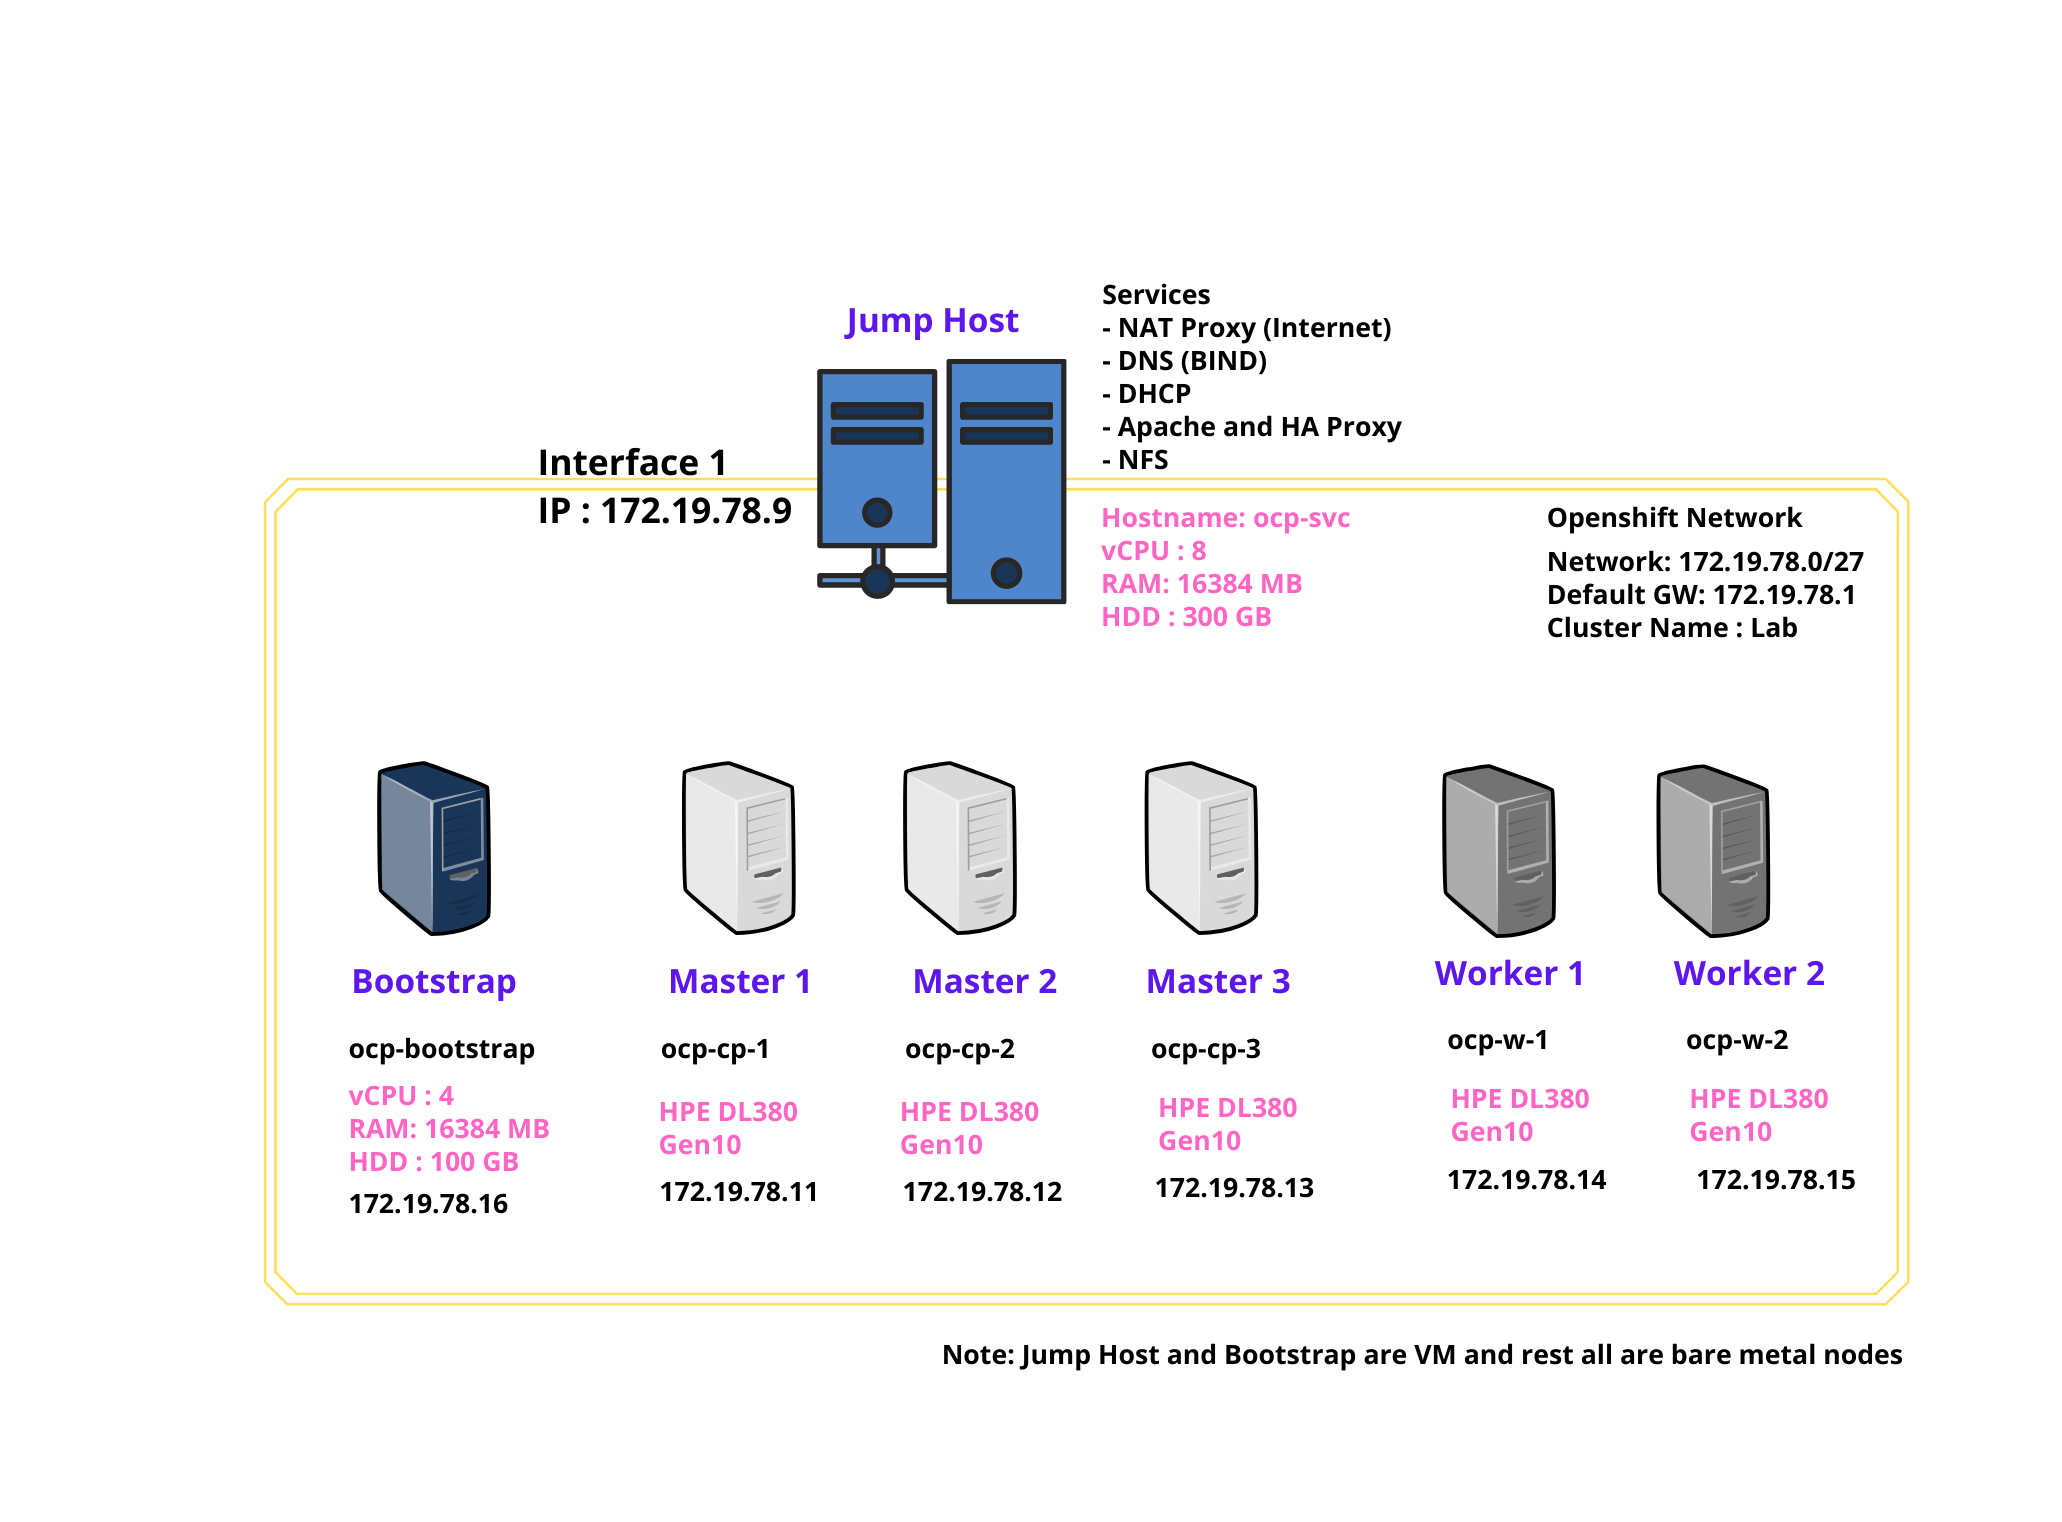 Jump Host
Services
- NAT Proxy (Internet)
- DNS (BIND)
- DHCP
- Apache and HA Proxy
- NFS
Interface 1
IP : 172.19.78.9
Hostname: ocp-svc
vCPU : 8
RAM: 16384 MB
HDD : 300 GB
Openshift Network
Network: 172.19.78.0/27
Default GW: 172.19.78.1
Cluster Name : Lab
Bootstrap
ocp-bootstrap
vCPU : 4
RAM: 16384 MB
HDD : 100 GB
172.19.78.16
Master 1
ocp-cp-1
HPE DL380
Gen10
172.19.78.11
Master 2
ocp-cp-2
HPE DL380
Gen10
172.19.78.12
Master 3
ocp-cp-3
HPE DL380
Gen10
172.19.78.13
Worker 1
ocp-w-1
HPE DL380
Gen10
172.19.78.14
Worker 2
ocp-w-2
HPE DL380
Gen10
172.19.78.15
Note: Jump Host and Bootstrap are VM and rest all are bare metal nodes